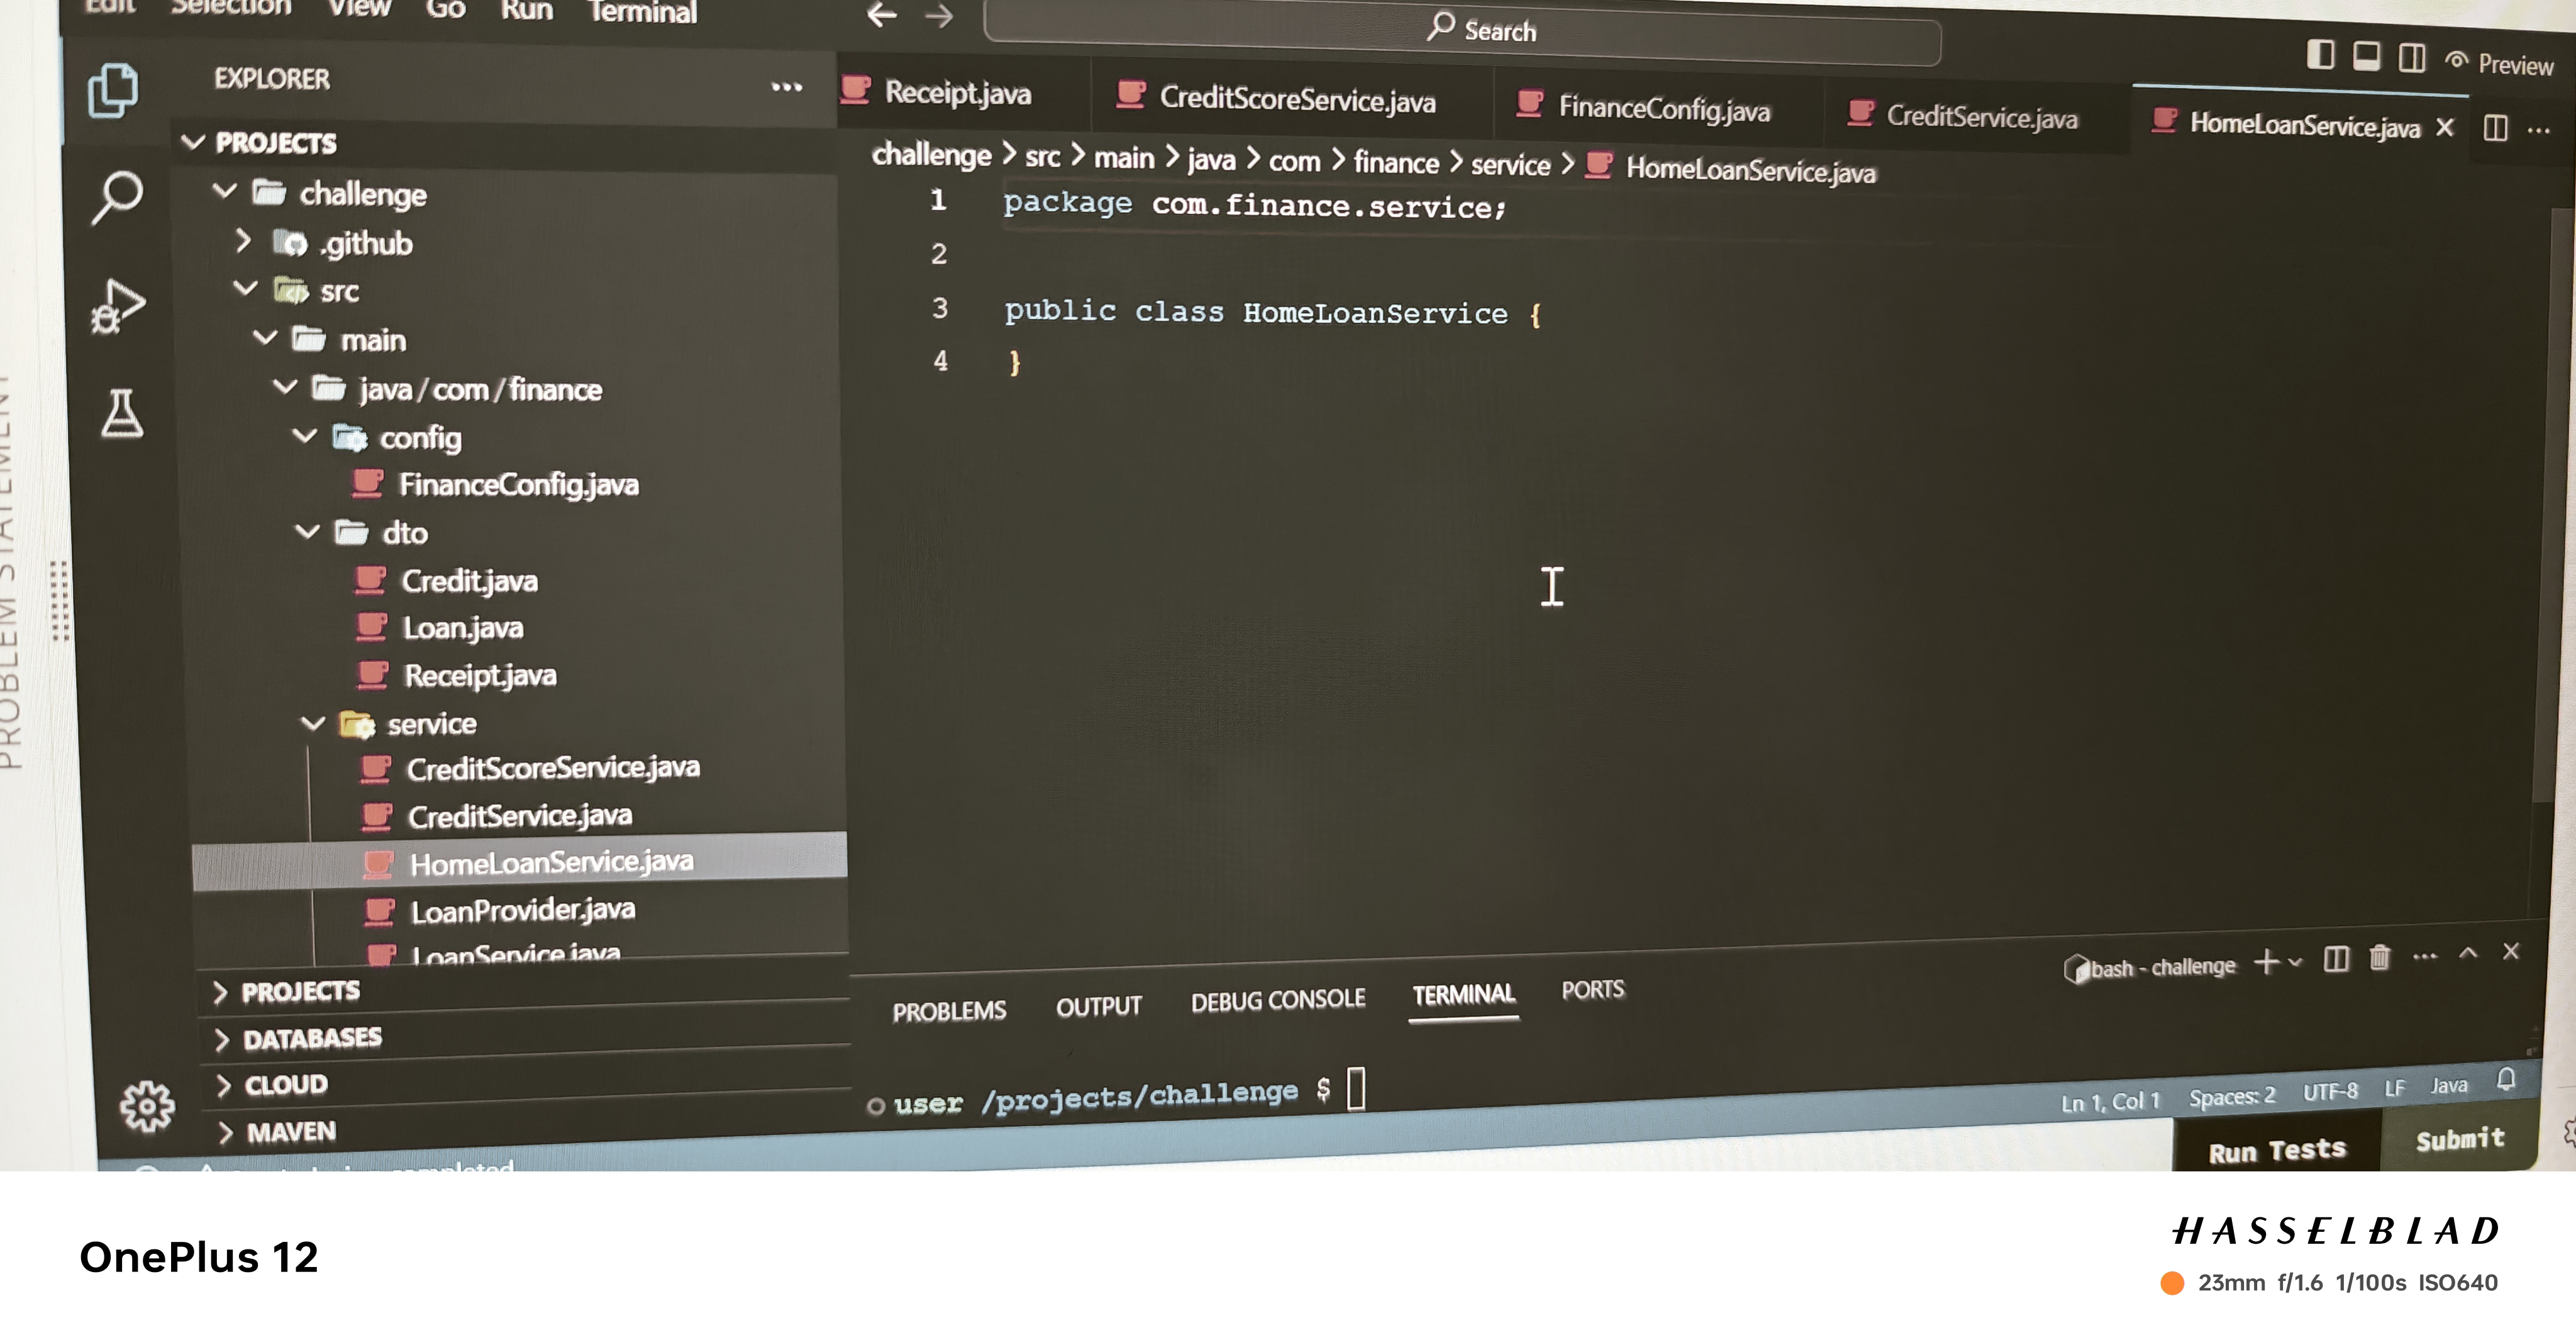 Edit Selection View Go Run Terminal
Search
Preview
EXPLORER
Receipt.java CreditScoreService.java FinanceConfig.java CreditService.java HomeLoanService.java
PROJECTS
challenge > src > main > java > com > finance > service > HomeLoanService.java
challenge
.github
src
main
java/com/finance
config
FinanceConfig.java
dto
Credit.java
Loan.java
Receipt.java
service
CreditScoreService.java
CreditService.java
HomeLoanService.java
LoanProvider.java
LoanService.java
PROJECTS
DATABASES
CLOUD
MAVEN
1 package com.finance.service;
2
3 public class HomeLoanService {
4 }
PROBLEMS OUTPUT DEBUG CONSOLE TERMINAL PORTS
bash - challenge
user /projects/challenge $
Ln 1, Col 1 Spaces: 2 UTF-8 LF Java
completed
Run Tests Submit
PROBLEM STATEMENT
OnePlus 12
HASSELBLAD
23mm f/1.6 1/100s ISO640